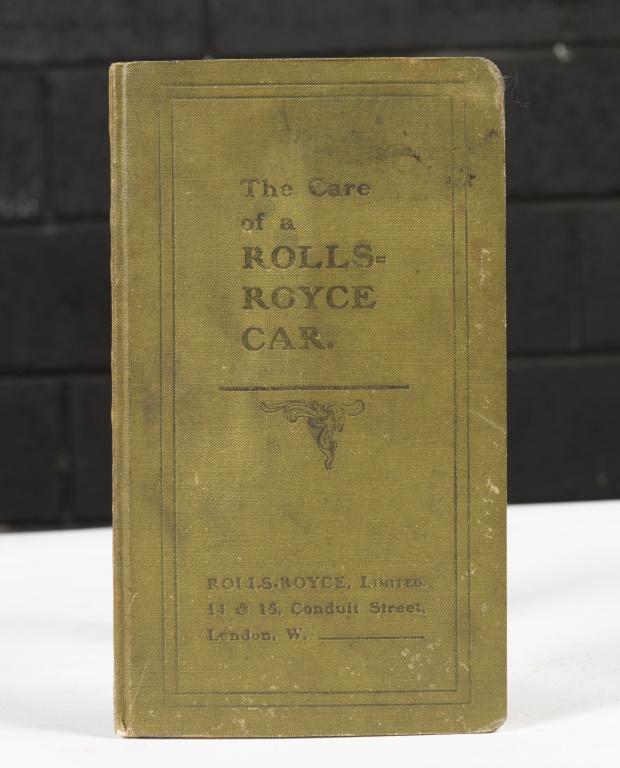 The Care
of a
ROLLS-
ROYCE
CAR.
ROLLS-ROYCE, LIMITED.
14 & 15, Conduit Street,
London, W.